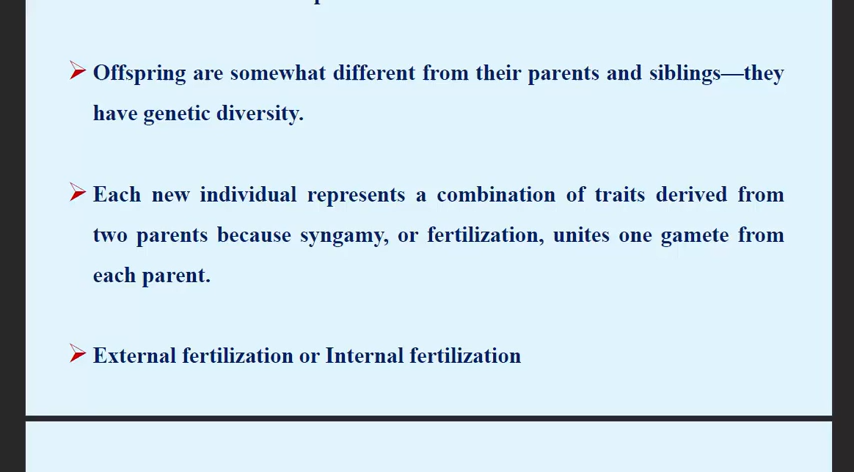 Offspring are somewhat different from their parents and siblings—they
have genetic diversity.
Each new individual represents a combination of traits derived from
two parents because syngamy, or fertilization, unites one gamete from
each parent.
External fertilization or Internal fertilization